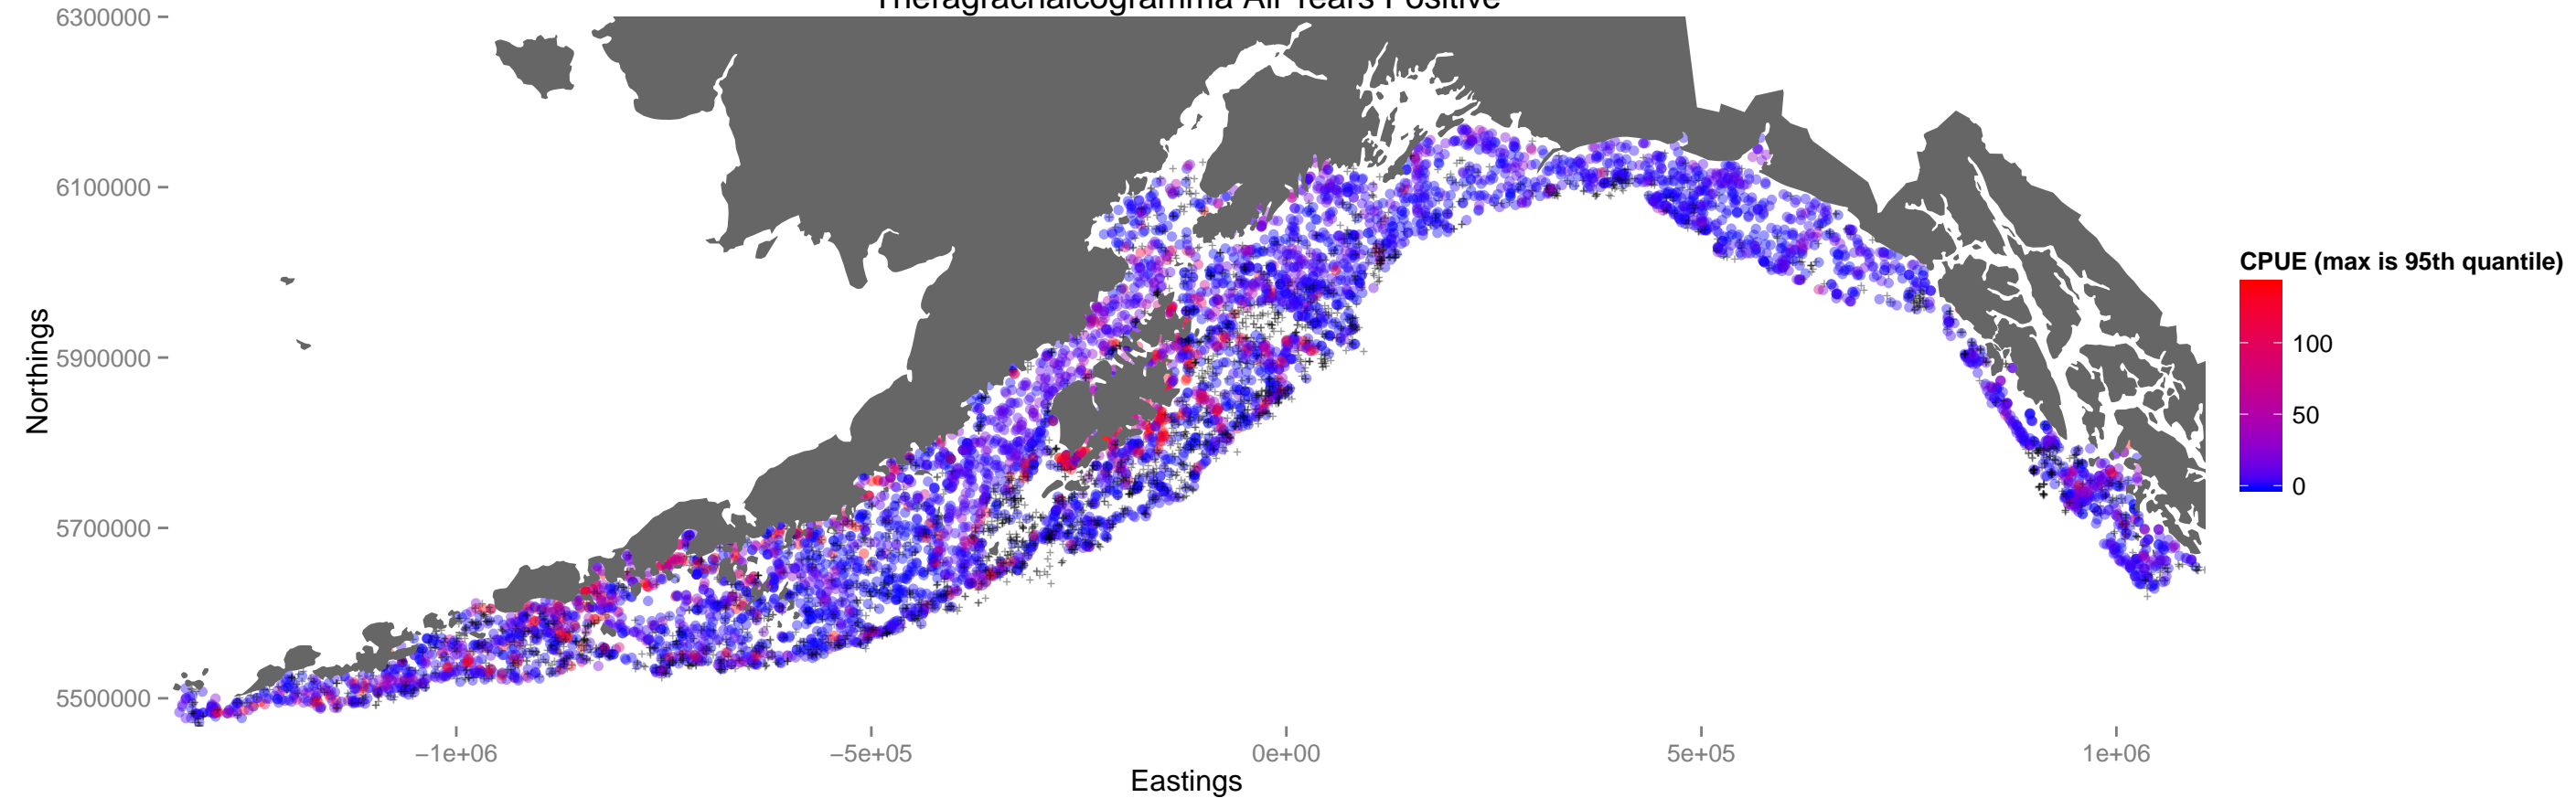 Theragrachalcogramma All Years Positive
6300000
6100000
5900000
5700000
5500000
Northings
−1e+06
−5e+05
0e+00
5e+05
1e+06
Eastings
CPUE (max is 95th quantile)
100
50
0